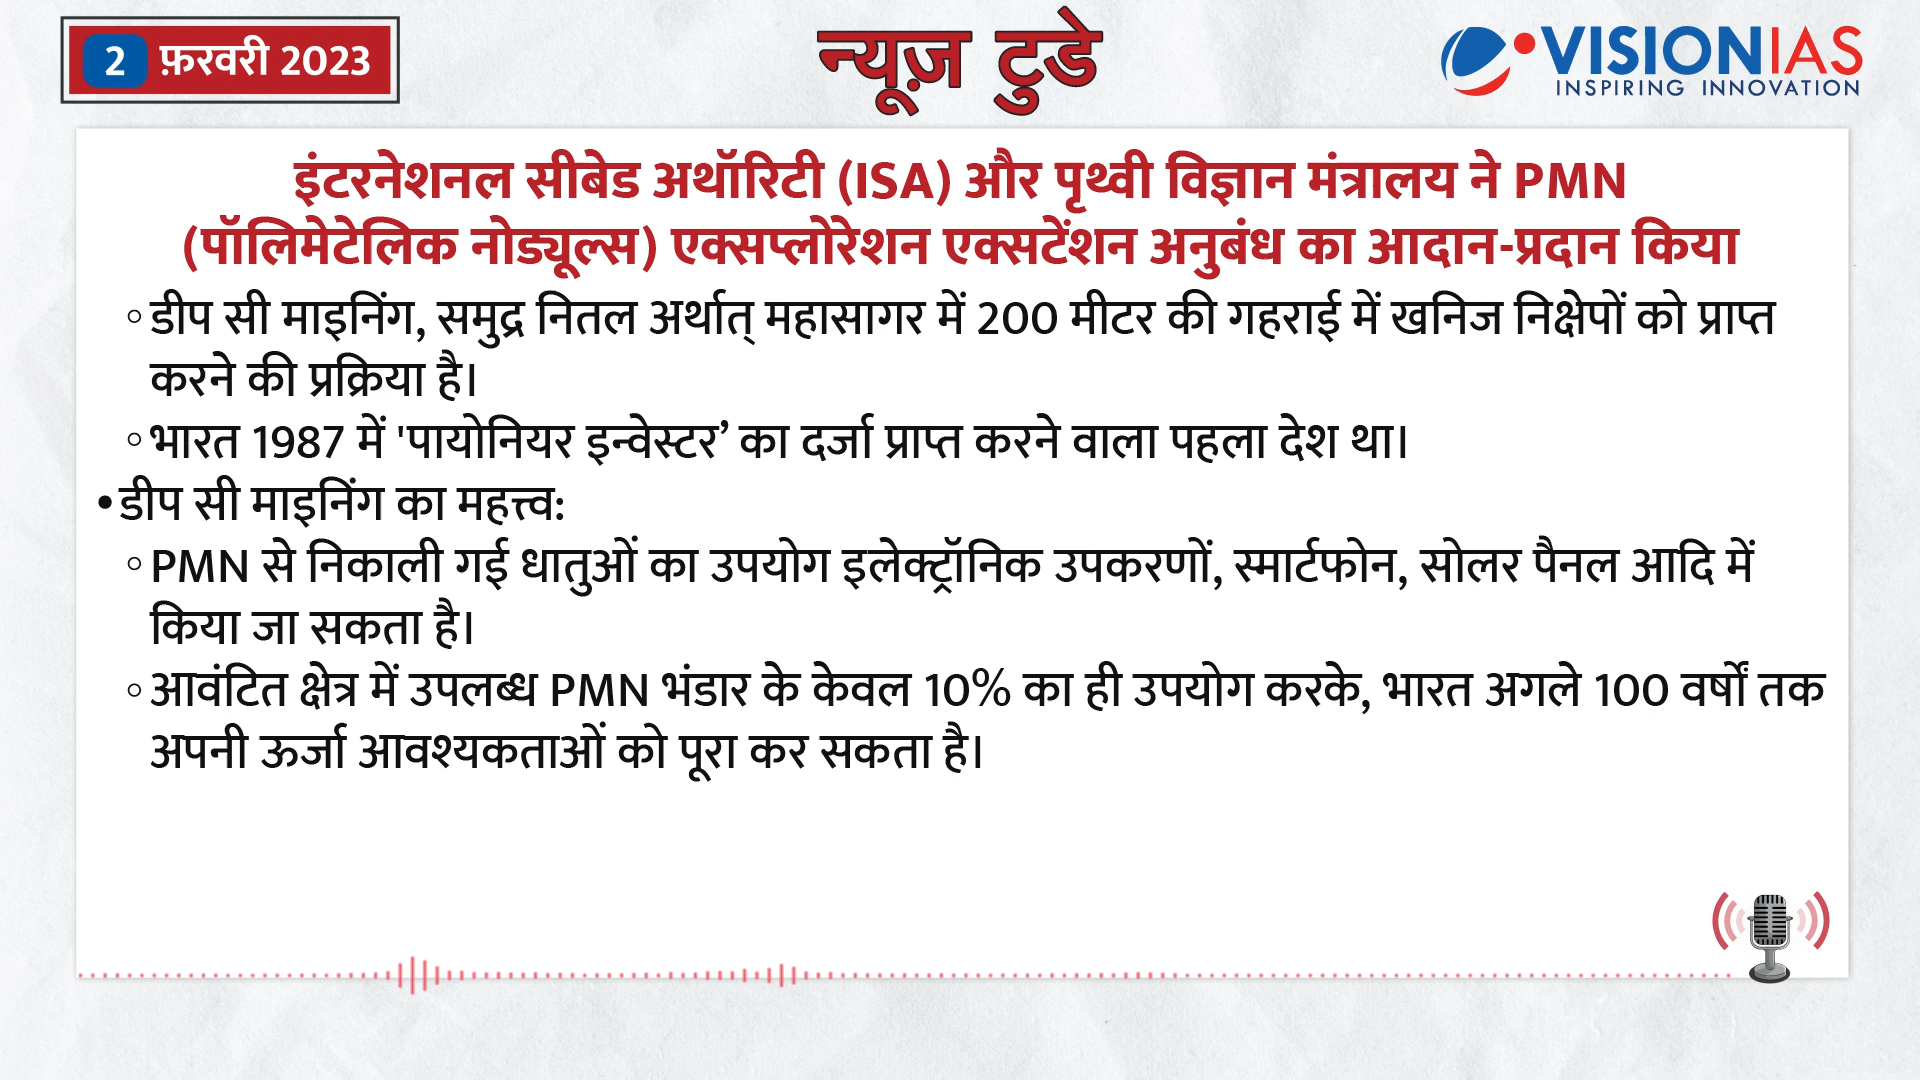 2 फ़रवरी 2023
न्यूज़ टुडे
VISIONIAS
INSPIRING INNOVATION
इंटरनेशनल सीबेड अथॉरिटी (ISA) और पृथ्वी विज्ञान मंत्रालय ने PMN
(पॉलिमेटेलिक नोड्यूल्स) एक्सप्लोरेशन एक्सटेंशन अनुबंध का आदान-प्रदान किया
◦ डीप सी माइनिंग, समुद्र नितल अर्थात् महासागर में 200 मीटर की गहराई में खनिज निक्षेपों को प्राप्त
करने की प्रक्रिया है।
◦ भारत 1987 में 'पायोनियर इन्वेस्टर’ का दर्जा प्राप्त करने वाला पहला देश था।
• डीप सी माइनिंग का महत्त्व:
◦ PMN से निकाली गई धातुओं का उपयोग इलेक्ट्रॉनिक उपकरणों, स्मार्टफोन, सोलर पैनल आदि में
किया जा सकता है।
◦ आवंटित क्षेत्र में उपलब्ध PMN भंडार के केवल 10% का ही उपयोग करके, भारत अगले 100 वर्षों तक
अपनी ऊर्जा आवश्यकताओं को पूरा कर सकता है।